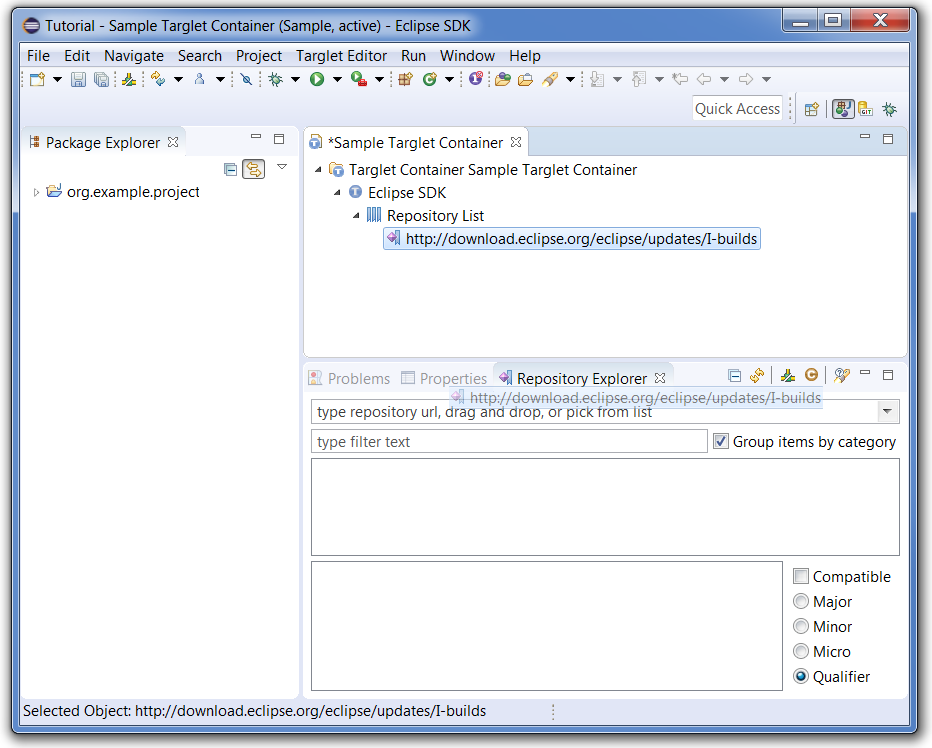 Tutorial - Sample Targlet Container (Sample, active) - Eclipse SDK
File Edit Navigate Search Project Targlet Editor Run Window Help
Quick Access
GIT
Package Explorer
org.example.project
*Sample Targlet Container
Targlet Container Sample Targlet Container
Eclipse SDK
Repository List
http://download.eclipse.org/eclipse/updates/I-builds
Problems Properties Repository Explorer
http://download.eclipse.org/eclipse/updates/I-builds
type repository url, drag and drop, or pick from list
type filter text Group items by category
Compatible
Major
Minor
Micro
Qualifier
Selected Object: http://download.eclipse.org/eclipse/updates/I-builds